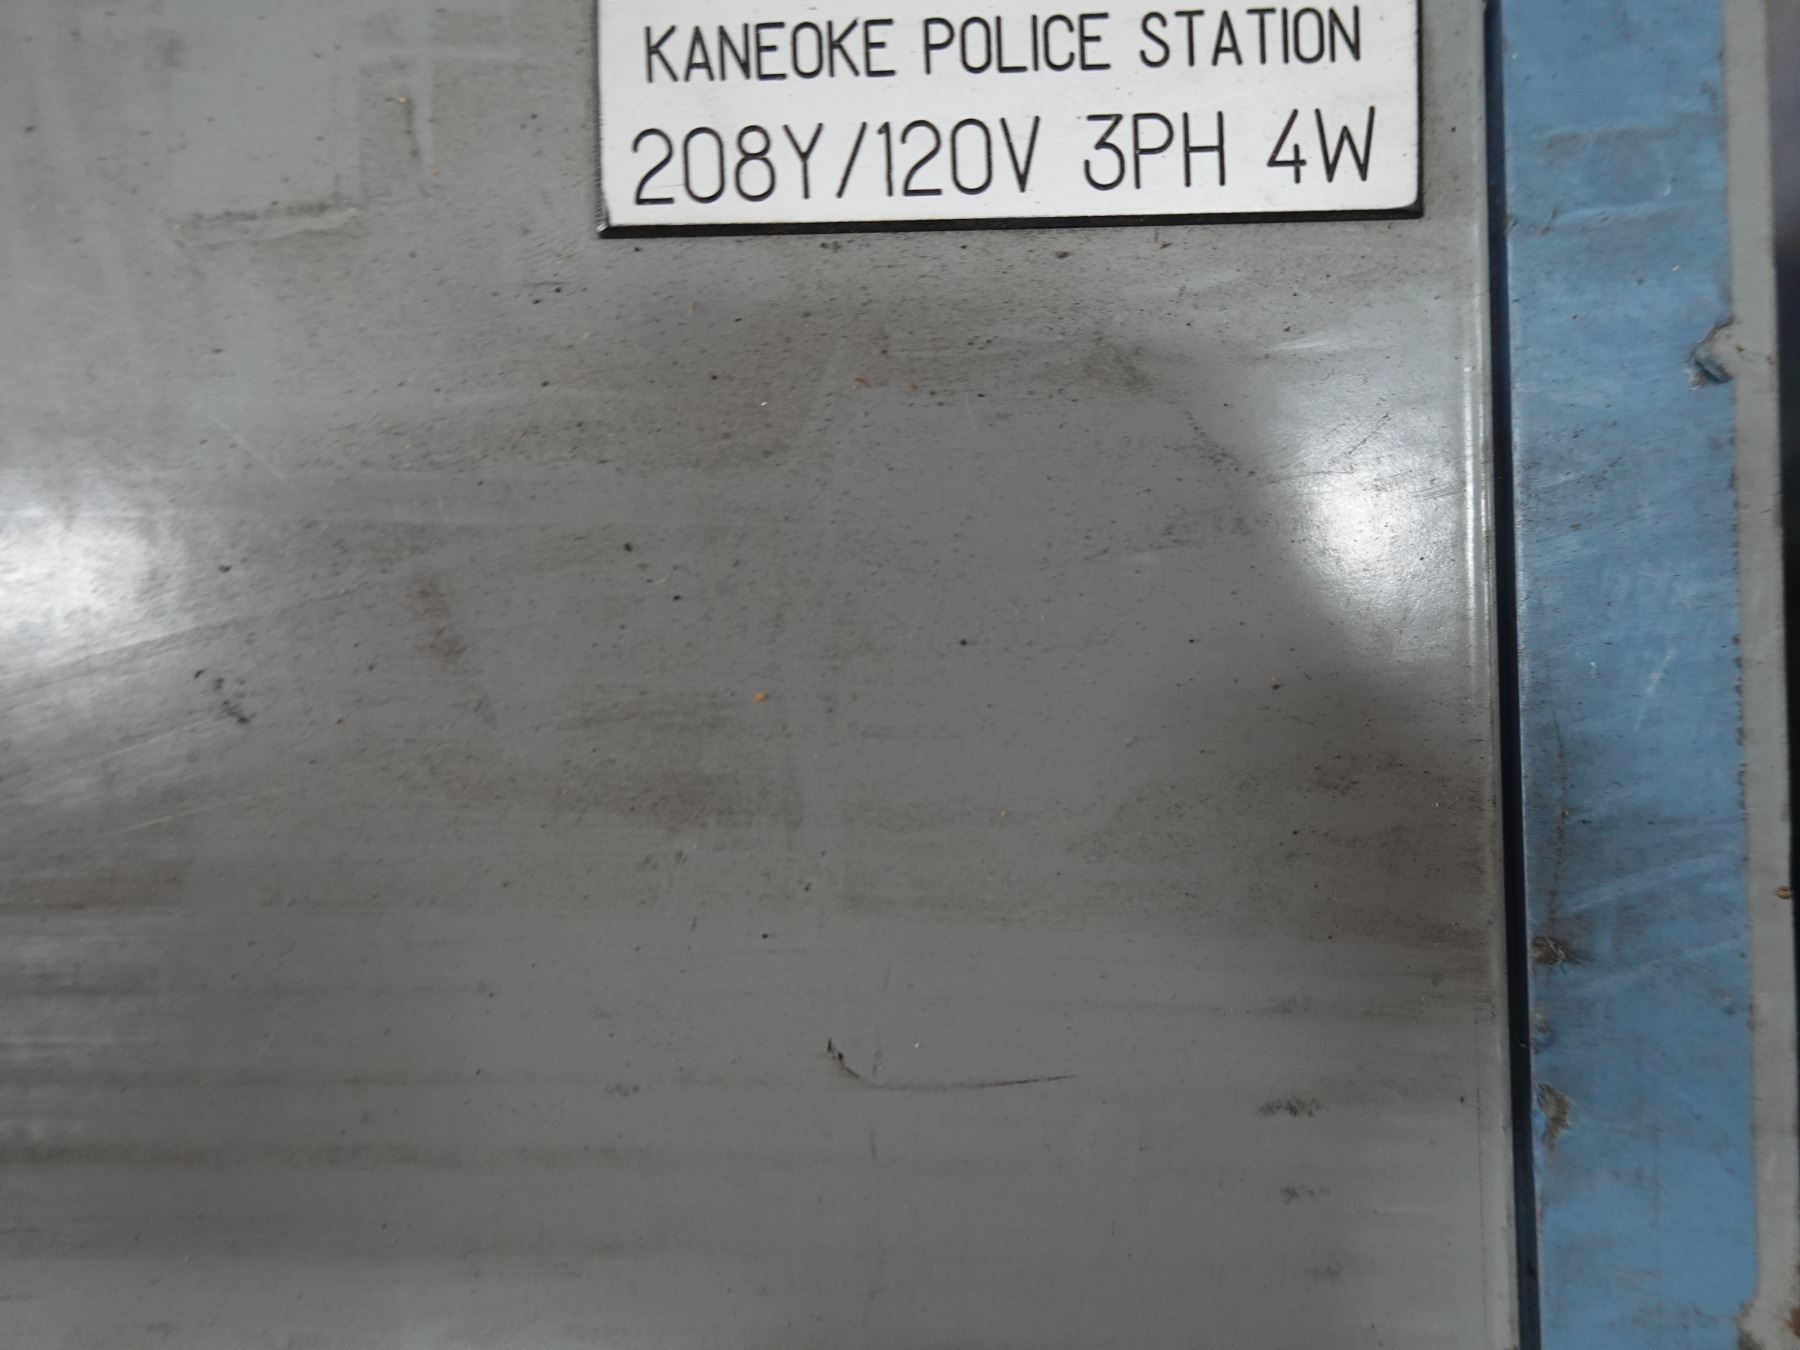 KANEOKE POLICE STATION
208Y/120V 3PH 4W